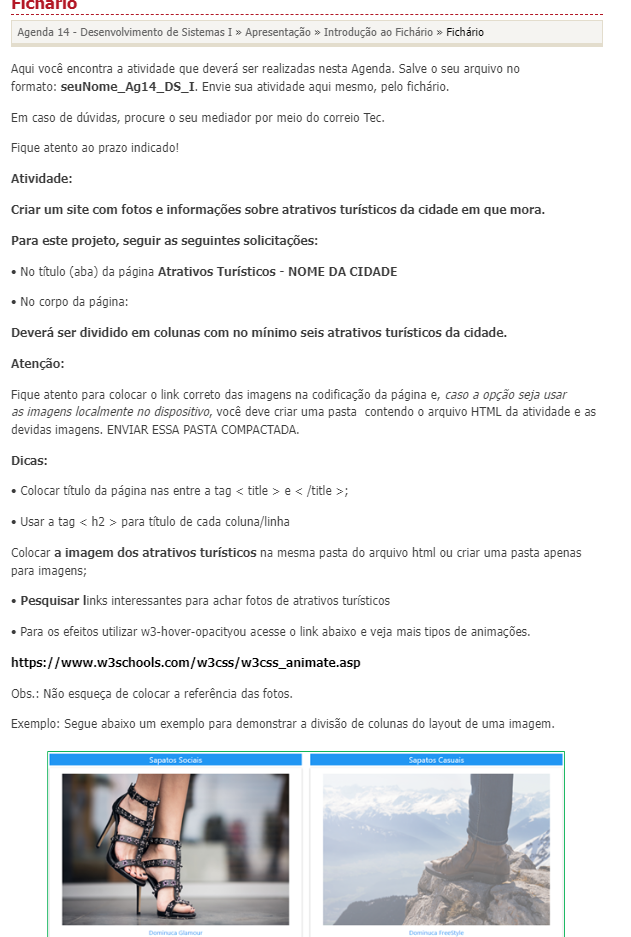 Fichário
Agenda 14 - Desenvolvimento de Sistemas I » Apresentação » Introdução ao Fichário » Fichário
Aqui você encontra a atividade que deverá ser realizadas nesta Agenda. Salve o seu arquivo no
formato: seuNome_Ag14_DS_I. Envie sua atividade aqui mesmo, pelo fichário.
Em caso de dúvidas, procure o seu mediador por meio do correio Tec.
Fique atento ao prazo indicado!
Atividade:
Criar um site com fotos e informações sobre atrativos turísticos da cidade em que mora.
Para este projeto, seguir as seguintes solicitações:
• No título (aba) da página Atrativos Turísticos - NOME DA CIDADE
• No corpo da página:
Deverá ser dividido em colunas com no mínimo seis atrativos turísticos da cidade.
Atenção:
Fique atento para colocar o link correto das imagens na codificação da página e, caso a opção seja usar
as imagens localmente no dispositivo, você deve criar uma pasta contendo o arquivo HTML da atividade e as
devidas imagens. ENVIAR ESSA PASTA COMPACTADA.
Dicas:
• Colocar título da página nas entre a tag < title > e < /title >;
• Usar a tag < h2 > para título de cada coluna/linha
Colocar a imagem dos atrativos turísticos na mesma pasta do arquivo html ou criar uma pasta apenas
para imagens;
• Pesquisar links interessantes para achar fotos de atrativos turísticos
• Para os efeitos utilizar w3-hover-opacityou acesse o link abaixo e veja mais tipos de animações.
https://www.w3schools.com/w3css/w3css_animate.asp
Obs.: Não esqueça de colocar a referência das fotos.
Exemplo: Segue abaixo um exemplo para demonstrar a divisão de colunas do layout de uma imagem.
Sapatos Sociais
Sapatos Casuais
Dominuca Glamour
Dominuca FreeStyle